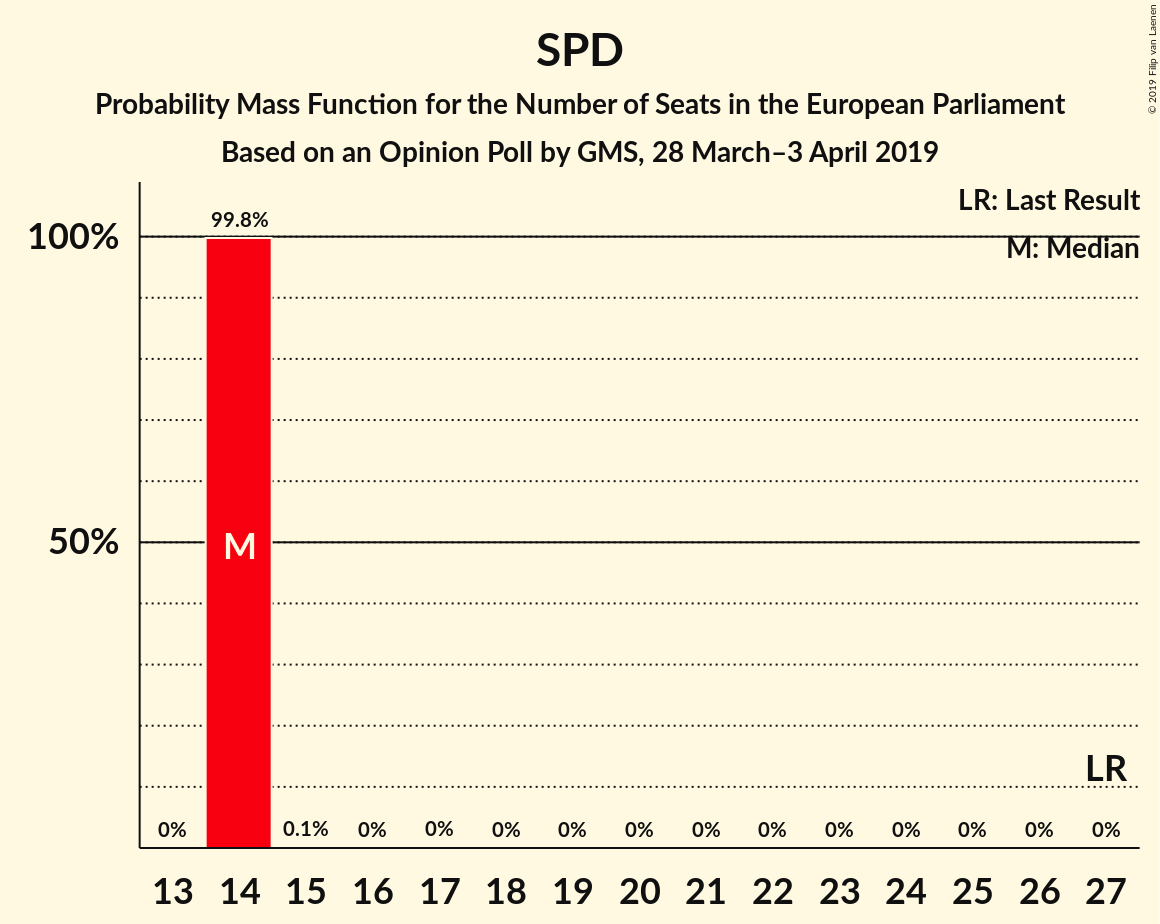 SPD
Probability Mass Function for the Number of Seats in the European Parliament
Based on an Opinion Poll by GMS, 28 March–3 April 2019
© 2019 Filip van Laenen
LR: Last Result
M: Median
100%
50%
99.8%
M
LR
0% 0.1% 0% 0% 0% 0% 0% 0% 0% 0% 0% 0% 0% 0%
13 14 15 16 17 18 19 20 21 22 23 24 25 26 27